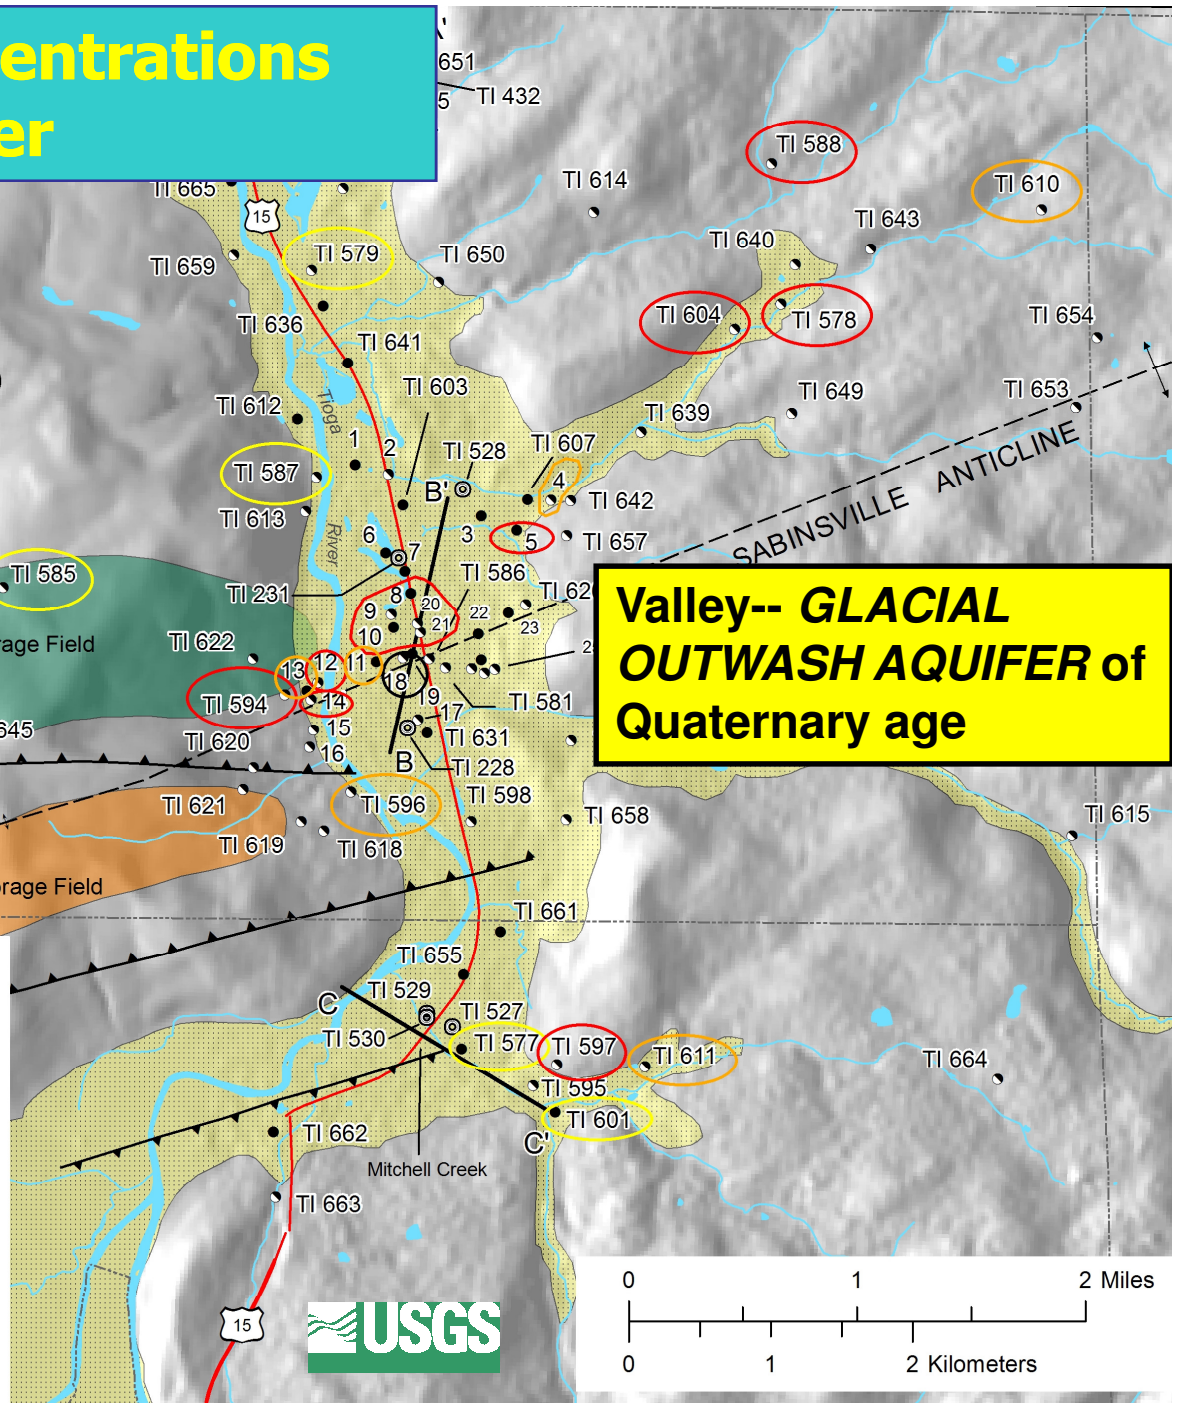 entrations
er
651
5
TI 432
TI 665
15
TI 588
TI 614
TI 610
TI 643
TI 640
TI 579
TI 650
TI 659
TI 604
TI 578
TI 654
TI 636
TI 641
TI 603
TI 649
TI 653
TI 612
Tioga
TI 639
1
2
TI 528
TI 607
ANTICLINE
TI 587
4
B'
TI 642
SABINSVILLE
TI 613
River
3
5
TI 657
6
7
TI 585
TI 586
TI 231
8
TI 62
20
9
21
22
23
10
rage Field
TI 622
13
12
11
2
18
TI 594
14
19
TI 581
17
645
TI 620
15
16
TI 631
B
TI 228
Valley-- GLACIAL
OUTWASH AQUIFER of
Quaternary age
TI 621
TI 596
TI 598
TI 658
TI 615
TI 619
TI 618
orage Field
TI 661
TI 655
C
TI 529
TI 527
TI 530
TI 577
TI 597
TI 611
TI 664
TI 595
TI 601
TI 662
C'
Mitchell Creek
TI 663
0 1 2 Miles
15
USGS
0 1 2 Kilometers